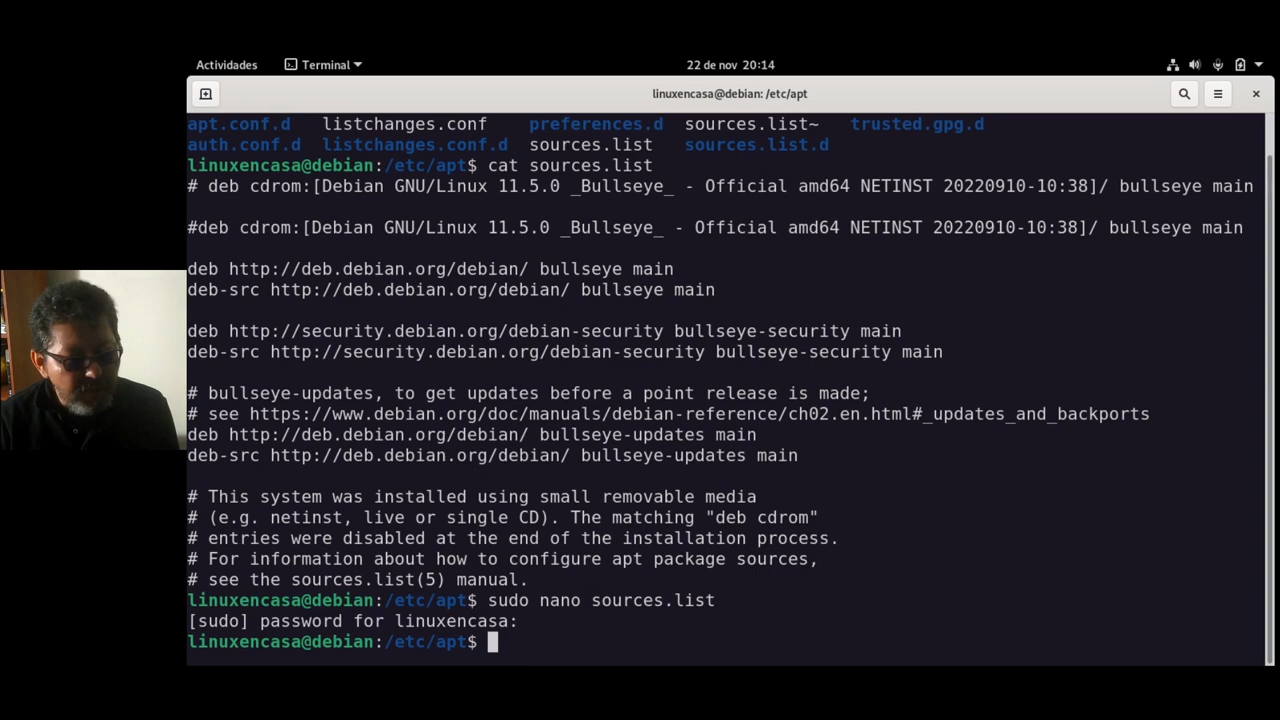 Actividades Terminal 22 de nov 20:14
linuxencasa@debian: /etc/apt
apt.conf.d listchanges.conf preferences.d sources.list~ trusted.gpg.d
auth.conf.d listchanges.conf.d sources.list sources.list.d
linuxencasa@debian:/etc/apt$ cat sources.list
# deb cdrom:[Debian GNU/Linux 11.5.0 _Bullseye_ - Official amd64 NETINST 20220910-10:38]/ bullseye main
#deb cdrom:[Debian GNU/Linux 11.5.0 _Bullseye_ - Official amd64 NETINST 20220910-10:38]/ bullseye main
deb http://deb.debian.org/debian/ bullseye main
deb-src http://deb.debian.org/debian/ bullseye main
deb http://security.debian.org/debian-security bullseye-security main
deb-src http://security.debian.org/debian-security bullseye-security main
# bullseye-updates, to get updates before a point release is made;
# see https://www.debian.org/doc/manuals/debian-reference/ch02.en.html#_updates_and_backports
deb http://deb.debian.org/debian/ bullseye-updates main
deb-src http://deb.debian.org/debian/ bullseye-updates main
# This system was installed using small removable media
# (e.g. netinst, live or single CD). The matching "deb cdrom"
# entries were disabled at the end of the installation process.
# For information about how to configure apt package sources,
# see the sources.list(5) manual.
linuxencasa@debian:/etc/apt$ sudo nano sources.list
[sudo] password for linuxencasa:
linuxencasa@debian:/etc/apt$